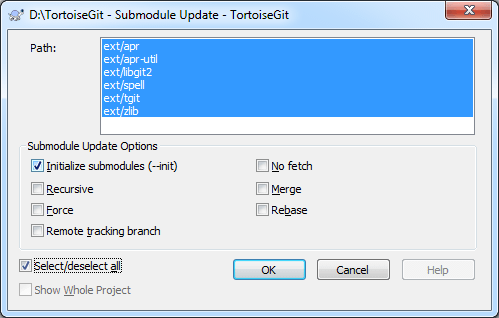 D:\TortoiseGit - Submodule Update - TortoiseGit
Path:
ext/apr
ext/apr-util
ext/libgit2
ext/spell
ext/tgit
ext/zlib
Submodule Update Options
Initialize submodules (--init)
No fetch
Recursive
Merge
Force
Rebase
Remote tracking branch
Select/deselect all
OK
Cancel
Help
Show Whole Project